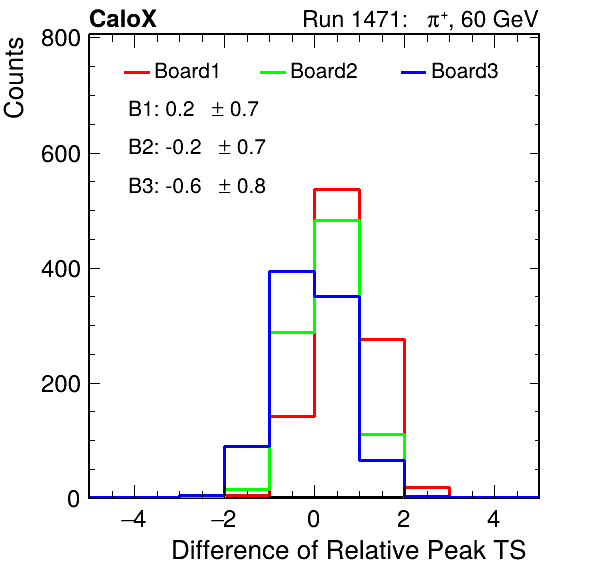 CaloX Run 1471: π⁺, 60 GeV
Counts
800
Board1 Board2 Board3
B1: 0.2 ± 0.7
B2: -0.2 ± 0.7
B3: -0.6 ± 0.8
600
400
200
0
−4 −2 0 2 4
Difference of Relative Peak TS